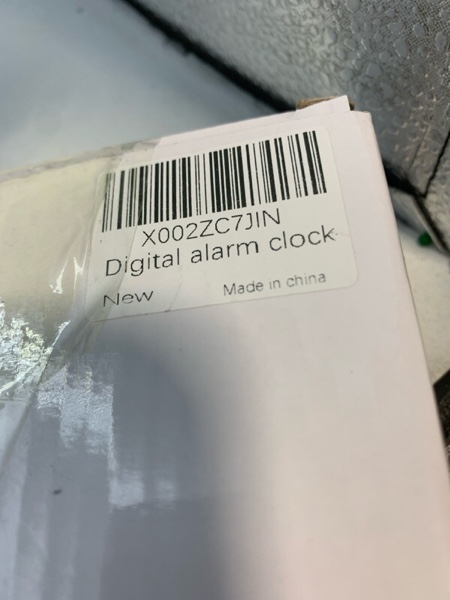 X002ZC7JIN
Digital alarm clock
New Made in china